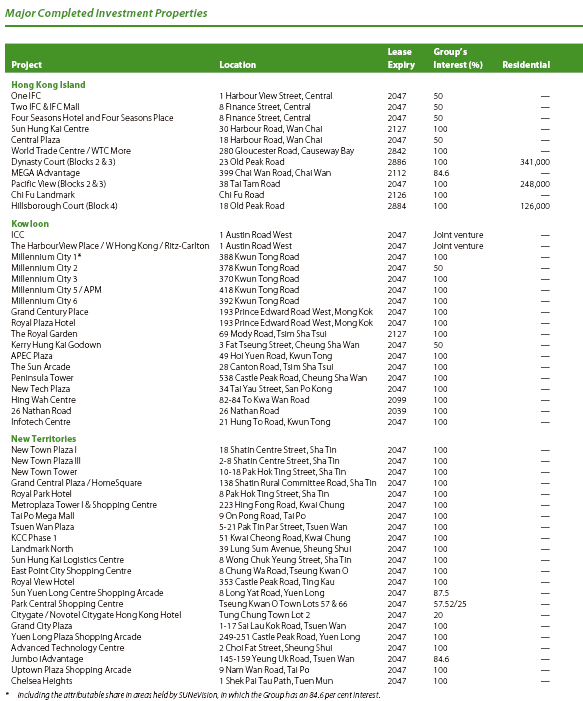 Major Completed Investment Properties
Lease Group's
Project Location Expiry Interest (%) Residential
Hong Kong Island
One IFC 1 Harbour View Street, Central 2047 50 —
Two IFC & IFC Mall 8 Finance Street, Central 2047 50 —
Four Seasons Hotel and Four Seasons Place 8 Finance Street, Central 2047 50 —
Sun Hung Kai Centre 30 Harbour Road, Wan Chai 2127 100 —
Central Plaza 18 Harbour Road, Wan Chai 2047 50 —
World Trade Centre / WTC More 280 Gloucester Road, Causeway Bay 2842 100 —
Dynasty Court (Blocks 2 & 3) 23 Old Peak Road 2886 100 341,000
MEGA iAdvantage 399 Chai Wan Road, Chai Wan 2112 84.6 —
Pacific View (Blocks 2 & 3) 38 Tai Tam Road 2047 100 248,000
Chi Fu Landmark Chi Fu Road 2126 100 —
Hillsborough Court (Block 4) 18 Old Peak Road 2884 100 126,000
Kowloon
ICC 1 Austin Road West 2047 Joint venture —
The HarbourView Place / W Hong Kong / Ritz-Carlton 1 Austin Road West 2047 Joint venture —
Millennium City 1* 388 Kwun Tong Road 2047 100 —
Millennium City 2 378 Kwun Tong Road 2047 50 —
Millennium City 3 370 Kwun Tong Road 2047 100 —
Millennium City 5 / APM 418 Kwun Tong Road 2047 100 —
Millennium City 6 392 Kwun Tong Road 2047 100 —
Grand Century Place 193 Prince Edward Road West, Mong Kok 2047 100 —
Royal Plaza Hotel 193 Prince Edward Road West, Mong Kok 2047 100 —
The Royal Garden 69 Mody Road, Tsim Sha Tsui 2127 100 —
Kerry Hung Kai Godown 3 Fat Tseung Street, Cheung Sha Wan 2047 50 —
APEC Plaza 49 Hoi Yuen Road, Kwun Tong 2047 100 —
The Sun Arcade 28 Canton Road, Tsim Sha Tsui 2047 100 —
Peninsula Tower 538 Castle Peak Road, Cheung Sha Wan 2047 100 —
New Tech Plaza 34 Tai Yau Street, San Po Kong 2047 100 —
Hing Wah Centre 82-84 To Kwa Wan Road 2099 100 —
26 Nathan Road 26 Nathan Road 2039 100 —
Infotech Centre 21 Hung To Road, Kwun Tong 2047 100 —
New Territories
New Town Plaza I 18 Shatin Centre Street, Sha Tin 2047 100 —
New Town Plaza III 2-8 Shatin Centre Street, Sha Tin 2047 100 —
New Town Tower 10-18 Pak Hok Ting Street, Sha Tin 2047 100 —
Grand Central Plaza / HomeSquare 138 Shatin Rural Committee Road, Sha Tin 2047 100 —
Royal Park Hotel 8 Pak Hok Ting Street, Sha Tin 2047 100 —
Metroplaza Tower I & Shopping Centre 223 Hing Fong Road, Kwai Chung 2047 100 —
Tai Po Mega Mall 9 On Pong Road, Tai Po 2047 100 —
Tsuen Wan Plaza 5-21 Pak Tin Par Street, Tsuen Wan 2047 100 —
KCC Phase 1 51 Kwai Cheong Road, Kwai Chung 2047 100 —
Landmark North 39 Lung Sum Avenue, Sheung Shui 2047 100 —
Sun Hung Kai Logistics Centre 8 Wong Chuk Yeung Street, Sha Tin 2047 100 —
East Point City Shopping Centre 8 Chung Wa Road, Tseung Kwan O 2047 100 —
Royal View Hotel 353 Castle Peak Road, Ting Kau 2047 100 —
Sun Yuen Long Centre Shopping Arcade 8 Long Yat Road, Yuen Long 2047 87.5 —
Park Central Shopping Centre Tseung Kwan O Town Lots 57 & 66 2047 57.52/25 —
Citygate / Novotel Citygate Hong Kong Hotel Tung Chung Town Lot 2 2047 20 —
Grand City Plaza 1-17 Sai Lau Kok Road, Tsuen Wan 2047 100 —
Yuen Long Plaza Shopping Arcade 249-251 Castle Peak Road, Yuen Long 2047 100 —
Advanced Technology Centre 2 Choi Fat Street, Sheung Shui 2047 100 —
Jumbo iAdvantage 145-159 Yeung Uk Road, Tsuen Wan 2047 84.6 —
Uptown Plaza Shopping Arcade 9 Nam Wan Road, Tai Po 2047 100 —
Chelsea Heights 1 Shek Pai Tau Path, Tuen Mun 2047 100 —
* Including the attributable share in areas held by SUNeVision, in which the Group has an 84.6 per cent interest.